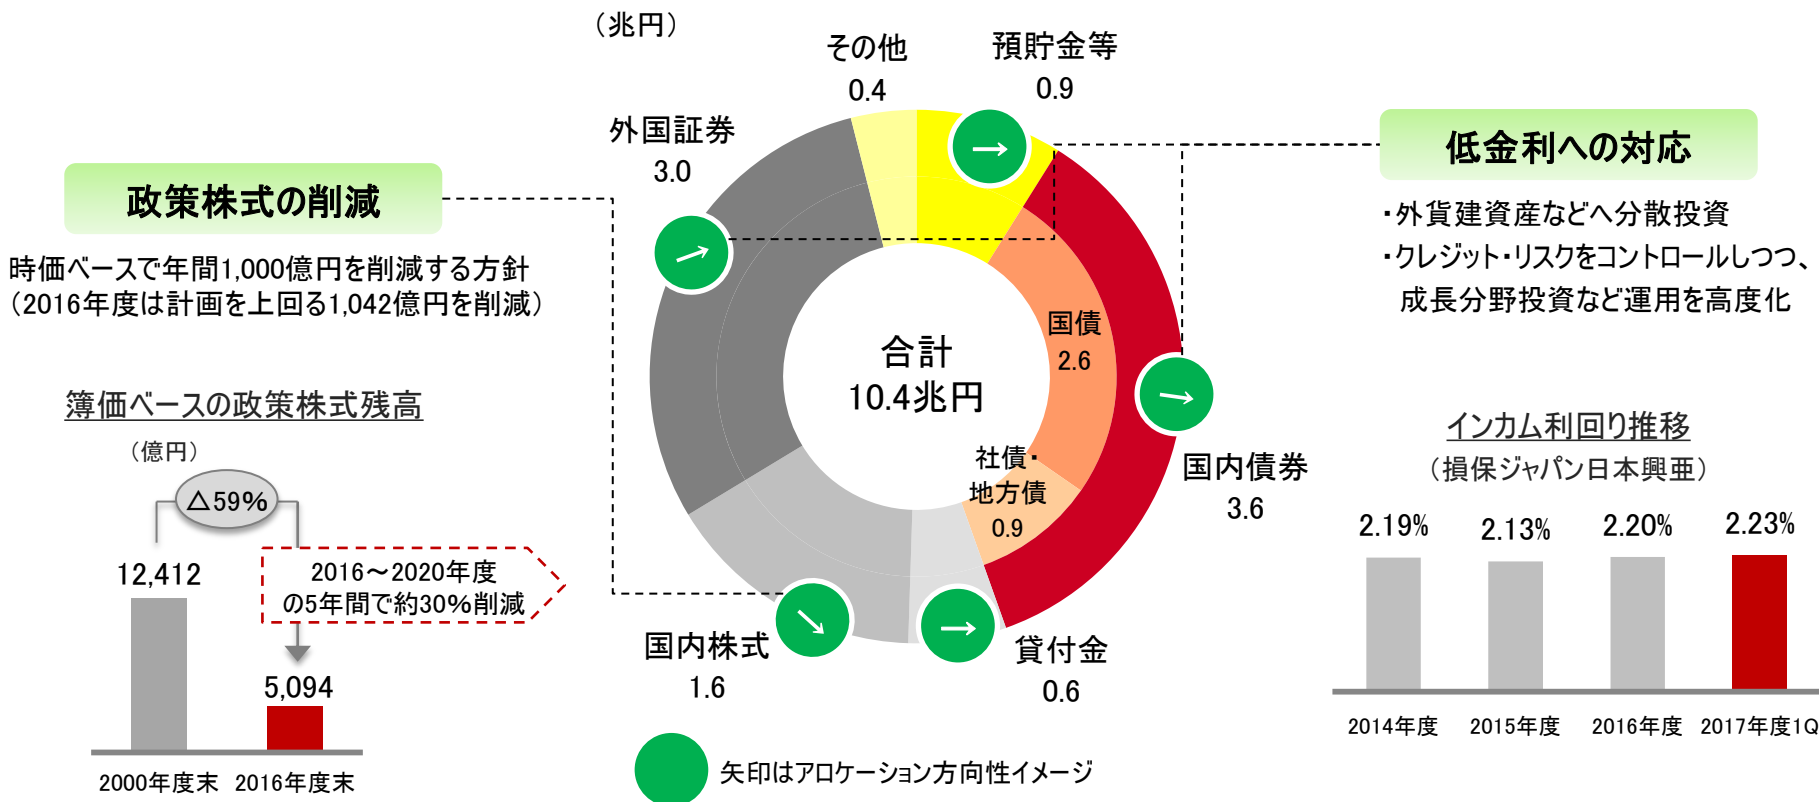 （兆円）
その他
0.4
預貯金等
0.9
外国証券
3.0
国債
2.6
社債・
地方債
0.9
国内債券
3.6
貸付金
0.6
国内株式
1.6
合計
10.4兆円
矢印はアロケーション方向性イメージ
政策株式の削減
時価ベースで年間1,000億円を削減する方針
（2016年度は計画を上回る1,042億円を削減）
簿価ベースの政策株式残高
（億円）
△59%
12,412
2016～2020年度
の5年間で約30%削減
5,094
2000年度末
2016年度末
低金利への対応
・外貨建資産などへ分散投資
・クレジット・リスクをコントロールしつつ、
成長分野投資など運用を高度化
インカム利回り推移
（損保ジャパン日本興亜）
2.19%
2.13%
2.20%
2.23%
2014年度
2015年度
2016年度
2017年度1Q